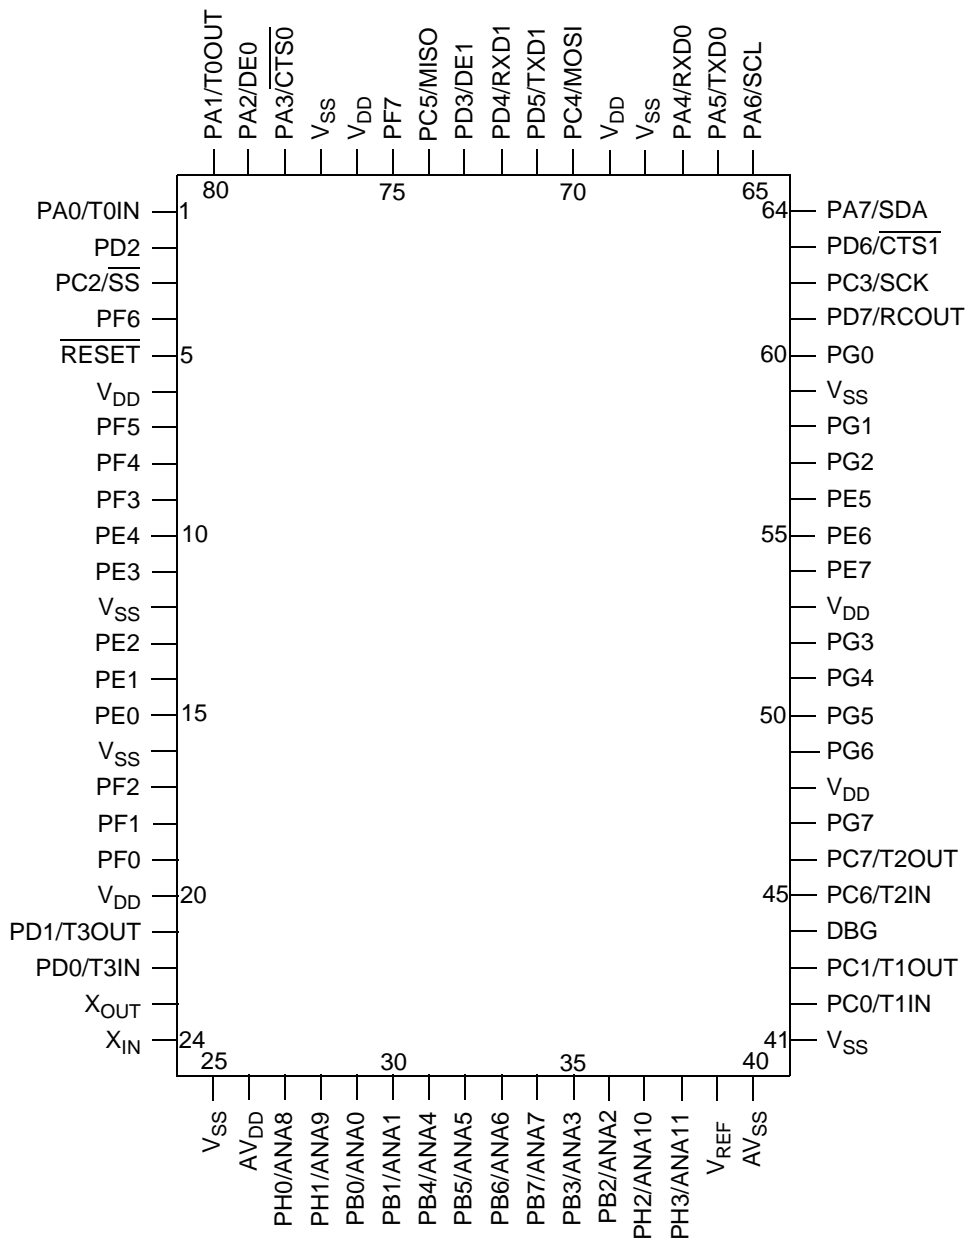 PA1/T0OUT
PA2/DE0
PA3/CTS0
VSS
VDD
PF7
PC5/MISO
PD3/DE1
PD4/RXD1
PD5/TXD1
PC4/MOSI
VDD
VSS
PA4/RXD0
PA5/TXD0
PA6/SCL
80 75 70 65
PA0/T0IN 1 64 PA7/SDA
PD2 PD6/CTS1
PC2/SS PC3/SCK
PF6 PD7/RCOUT
RESET 5 60 PG0
VDD VSS
PF5 PG1
PF4 PG2
PF3 PE5
PE4 10 55 PE6
PE3 PE7
VSS VDD
PE2 PG3
PE1 PG4
PE0 15 50 PG5
VSS PG6
PF2 VDD
PF1 PG7
PF0 PC7/T2OUT
VDD 20 45 PC6/T2IN
PD1/T3OUT DBG
PD0/T3IN PC1/T1OUT
XOUT PC0/T1IN
XIN 24 41 VSS
25 30 35 40
VSS
AVDD
PH0/ANA8
PH1/ANA9
PB0/ANA0
PB1/ANA1
PB4/ANA4
PB5/ANA5
PB6/ANA6
PB7/ANA7
PB3/ANA3
PB2/ANA2
PH2/ANA10
PH3/ANA11
VREF
AVSS